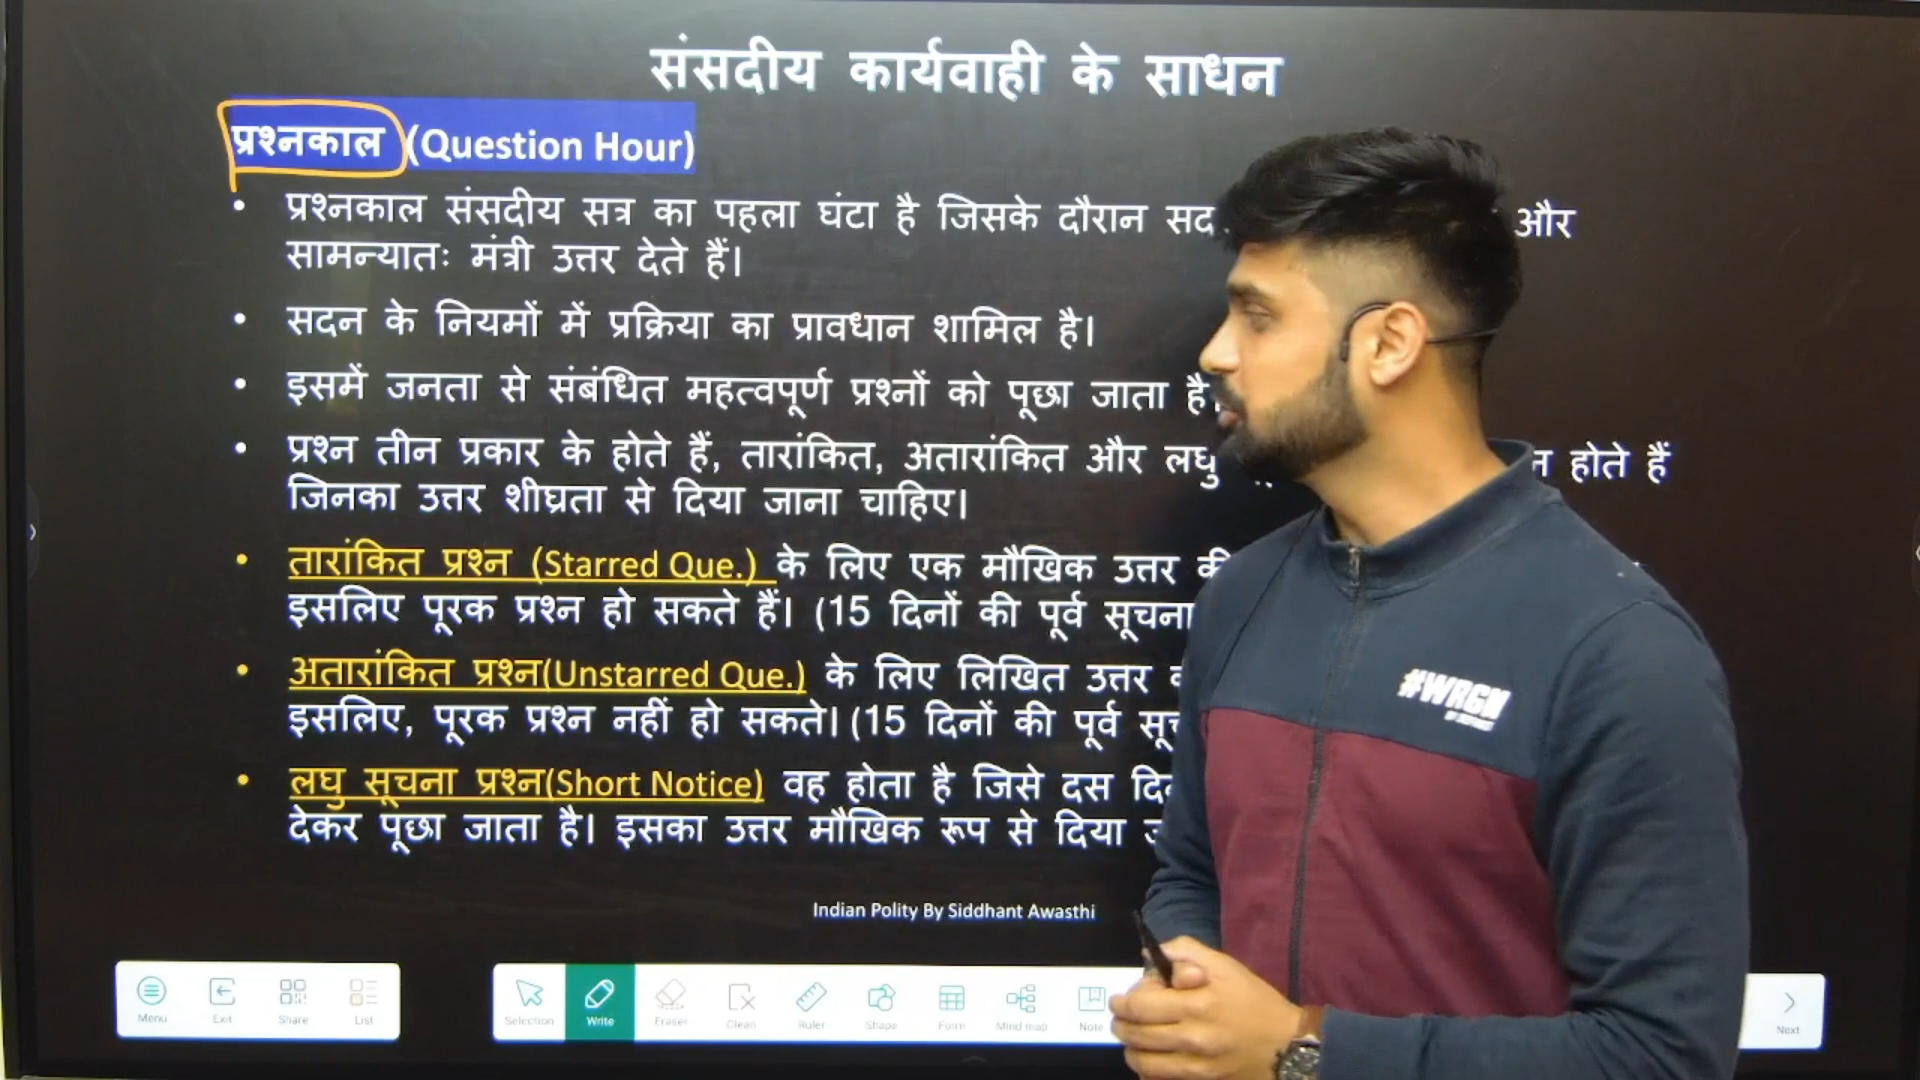 संसदीय कार्यवाही के साधन
प्रश्नकाल (Question Hour)
• प्रश्नकाल संसदीय सत्र का पहला घंटा है जिसके दौरान और
सामन्यातः मंत्री उत्तर देते हैं।
• सदन के नियमों में प्रक्रिया का प्रावधान शामिल है।
• इसमें जनता से संबंधित महत्वपूर्ण प्रश्नों को पूछा जाता है
• प्रश्न तीन प्रकार के होते हैं, तारांकित, अतारांकित और लघु होते हैं
जिनका उत्तर शीघ्रता से दिया जाना चाहिए।
• तारांकित प्रश्न (Starred Que.) के लिए एक मौखिक उत्तर की
इसलिए पूरक प्रश्न हो सकते हैं। (15 दिनों की पूर्व सूचना
• अतारांकित प्रश्न(Unstarred Que.) के लिए लिखित उत्तर
इसलिए, पूरक प्रश्न नहीं हो सकते। (15 दिनों की पूर्व
• लघु सूचना प्रश्न(Short Notice) वह होता है जिसे दस
देकर पूछा जाता है। इसका उत्तर मौखिक रूप से दिया
#WRGN
Indian Polity By Siddhant Awasthi
Menu Exit Share List Selection Write Eraser Clean Ruler Shape Form Mind map Note Next